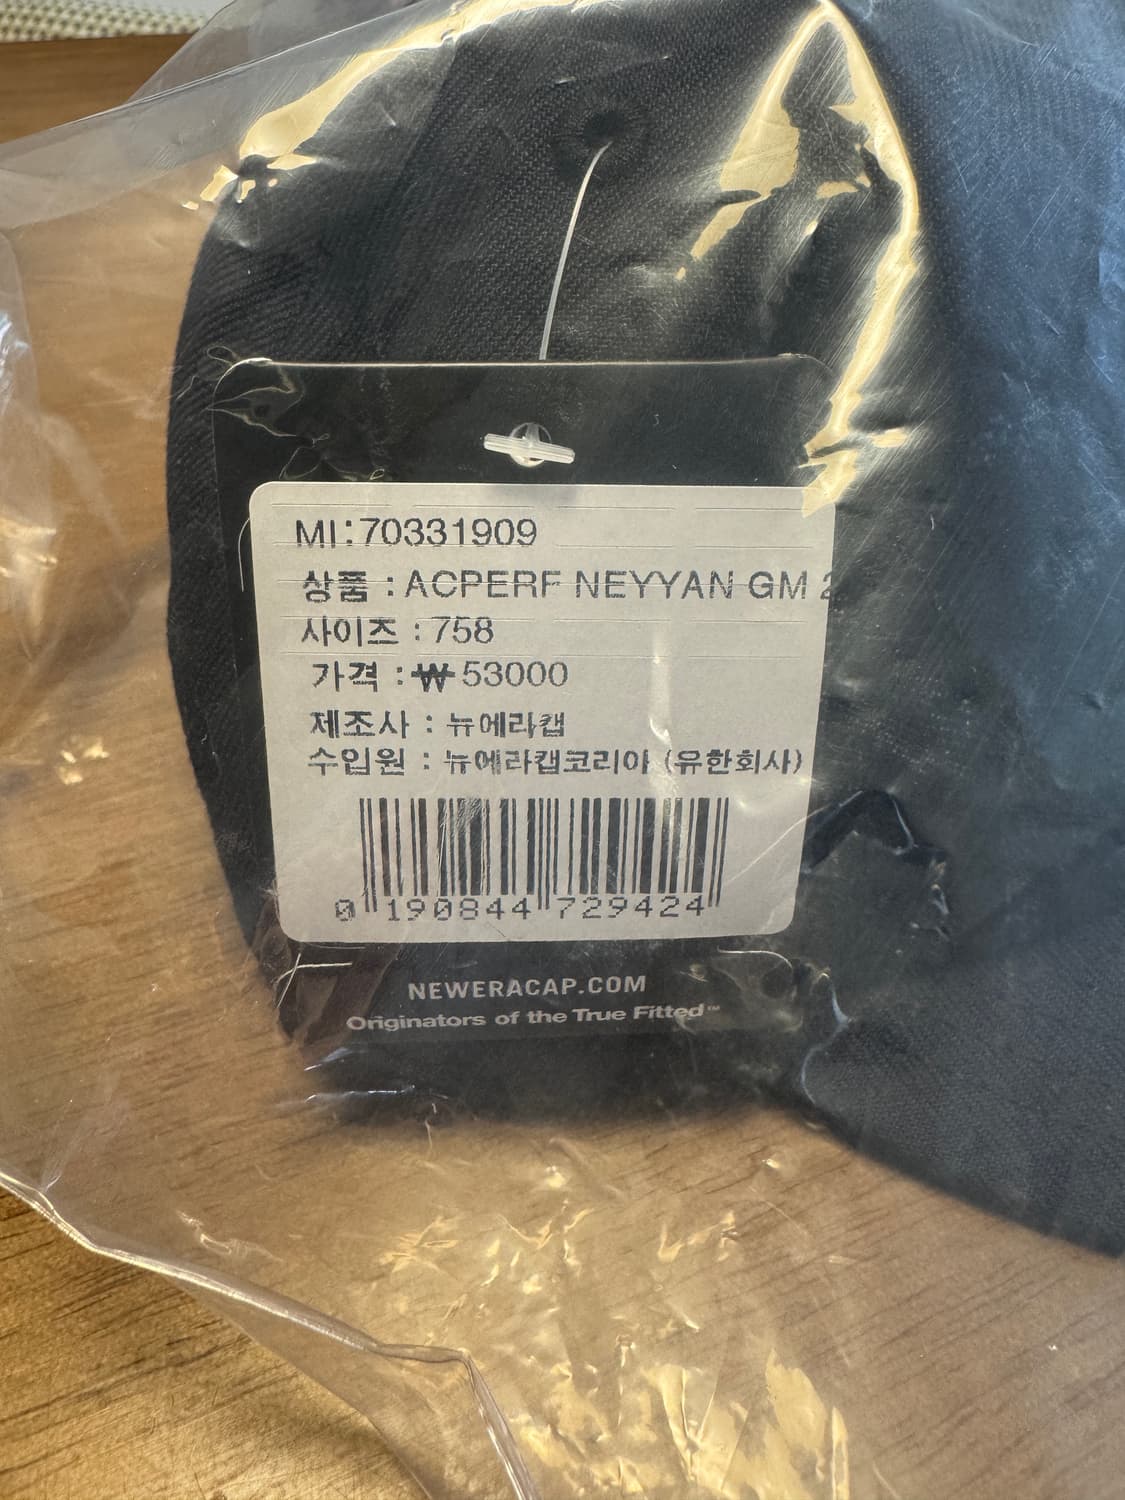 MI:70331909
상품 : ACPERF NEYYAN GM 2
사이즈 : 758
가격 : ₩53000
제조사 : 뉴에라캡
수입원 : 뉴에라캡코리아 (유한회사)
0 190844 729424
NEWERACAP.COM
Originators of the True Fitted™